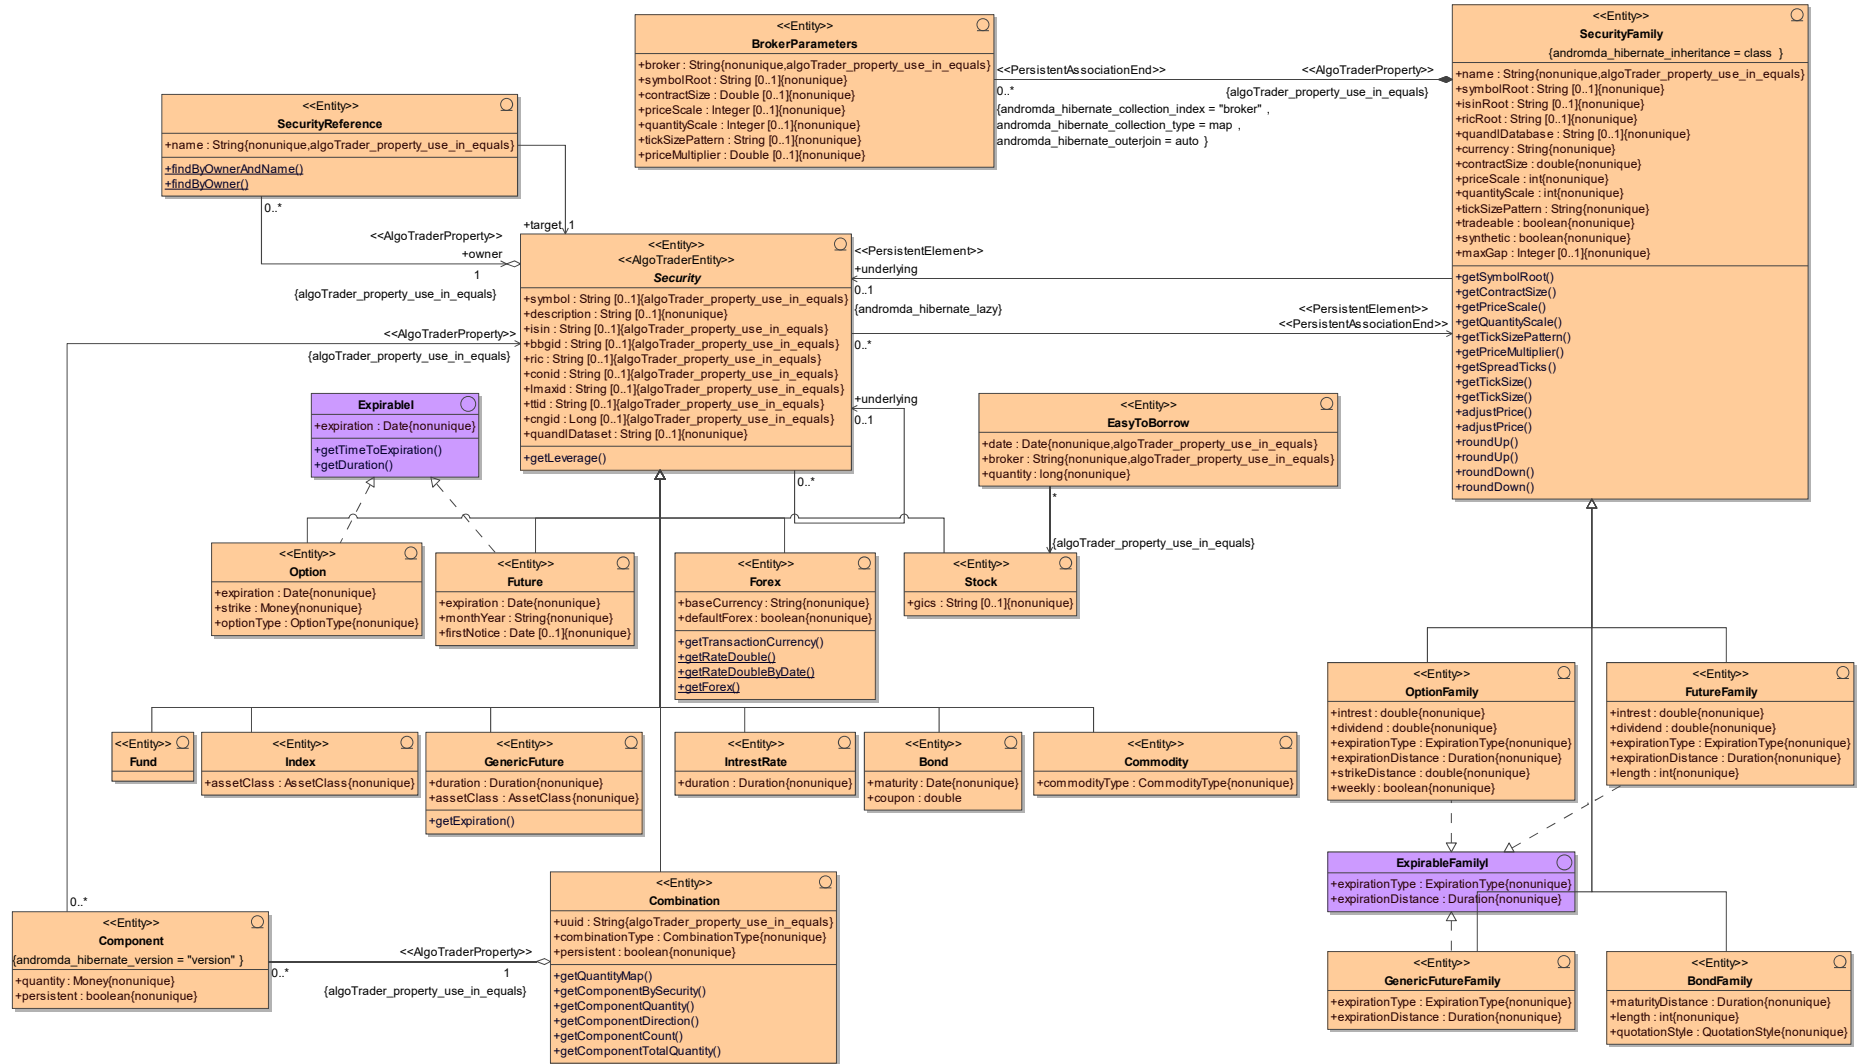 <<Entity>>
BrokerParameters
+broker : String{nonunique,algoTrader_property_use_in_equals}
+symbolRoot : String [0..1]{nonunique}
+contractSize : Double [0..1]{nonunique}
+priceScale : Integer [0..1]{nonunique}
+quantityScale : Integer [0..1]{nonunique}
+tickSizePattern : String [0..1]{nonunique}
+priceMultiplier : Double [0..1]{nonunique}
<<PersistentAssociationEnd>>
0..*
{andromda_hibernate_collection_index = "broker" ,
andromda_hibernate_collection_type = map ,
andromda_hibernate_outerjoin = auto }
<<AlgoTraderProperty>>
{algoTrader_property_use_in_equals}
<<Entity>>
SecurityFamily
{andromda_hibernate_inheritance = class }
+name : String{nonunique,algoTrader_property_use_in_equals}
+symbolRoot : String [0..1]{nonunique}
+isinRoot : String [0..1]{nonunique}
+ricRoot : String [0..1]{nonunique}
+quandlDatabase : String [0..1]{nonunique}
+currency : String{nonunique}
+contractSize : double{nonunique}
+priceScale : int{nonunique}
+quantityScale : int{nonunique}
+tickSizePattern : String{nonunique}
+tradeable : boolean{nonunique}
+synthetic : boolean{nonunique}
+maxGap : Integer [0..1]{nonunique}
+getSymbolRoot()
+getContractSize()
+getPriceScale()
+getQuantityScale()
+getTickSizePattern()
+getPriceMultiplier()
+getSpreadTicks()
+getTickSize()
+getTickSize()
+adjustPrice()
+adjustPrice()
+roundUp()
+roundUp()
+roundDown()
+roundDown()
<<Entity>>
SecurityReference
+name : String{nonunique,algoTrader_property_use_in_equals}
+findByOwnerAndName()
+findByOwner()
0..*
<<AlgoTraderProperty>>
+owner
1
{algoTrader_property_use_in_equals}
+target
1
<<Entity>>
<<AlgoTraderEntity>>
Security
+symbol : String [0..1]{algoTrader_property_use_in_equals}
+description : String [0..1]{nonunique}
+isin : String [0..1]{algoTrader_property_use_in_equals}
+bbgid : String [0..1]{algoTrader_property_use_in_equals}
+ric : String [0..1]{algoTrader_property_use_in_equals}
+conid : String [0..1]{algoTrader_property_use_in_equals}
+lmaxid : String [0..1]{algoTrader_property_use_in_equals}
+ttid : String [0..1]{algoTrader_property_use_in_equals}
+cngid : Long [0..1]{algoTrader_property_use_in_equals}
+quandlDataset : String [0..1]{nonunique}
+getLeverage()
<<PersistentElement>>
+underlying
0..1
{andromda_hibernate_lazy}
<<PersistentElement>>
<<PersistentAssociationEnd>>
0..*
<<AlgoTraderProperty>>
{algoTrader_property_use_in_equals}
+underlying
0..1
0..*
ExpirableI
+expiration : Date{nonunique}
+getTimeToExpiration()
+getDuration()
<<Entity>>
EasyToBorrow
+date : Date{nonunique,algoTrader_property_use_in_equals}
+broker : String{nonunique,algoTrader_property_use_in_equals}
+quantity : long{nonunique}
*
{algoTrader_property_use_in_equals}
<<Entity>>
Option
+expiration : Date{nonunique}
+strike : Money{nonunique}
+optionType : OptionType{nonunique}
<<Entity>>
Future
+expiration : Date{nonunique}
+monthYear : String{nonunique}
+firstNotice : Date [0..1]{nonunique}
<<Entity>>
Forex
+baseCurrency : String{nonunique}
+defaultForex : boolean{nonunique}
+getTransactionCurrency()
+getRateDouble()
+getRateDoubleByDate()
+getForex()
<<Entity>>
Stock
+gics : String [0..1]{nonunique}
<<Entity>>
Fund
<<Entity>>
Index
+assetClass : AssetClass{nonunique}
<<Entity>>
GenericFuture
+duration : Duration{nonunique}
+assetClass : AssetClass{nonunique}
+getExpiration()
<<Entity>>
IntrestRate
+duration : Duration{nonunique}
<<Entity>>
Bond
+maturity : Date{nonunique}
+coupon : double
<<Entity>>
Commodity
+commodityType : CommodityType{nonunique}
<<Entity>>
OptionFamily
+intrest : double{nonunique}
+dividend : double{nonunique}
+expirationType : ExpirationType{nonunique}
+expirationDistance : Duration{nonunique}
+strikeDistance : double{nonunique}
+weekly : boolean{nonunique}
<<Entity>>
FutureFamily
+intrest : double{nonunique}
+dividend : double{nonunique}
+expirationType : ExpirationType{nonunique}
+expirationDistance : Duration{nonunique}
+length : int{nonunique}
ExpirableFamilyI
+expirationType : ExpirationType{nonunique}
+expirationDistance : Duration{nonunique}
<<Entity>>
GenericFutureFamily
+expirationType : ExpirationType{nonunique}
+expirationDistance : Duration{nonunique}
<<Entity>>
BondFamily
+maturityDistance : Duration{nonunique}
+length : int{nonunique}
+quotationStyle : QuotationStyle{nonunique}
0..*
<<Entity>>
Component
{andromda_hibernate_version = "version" }
+quantity : Money{nonunique}
+persistent : boolean{nonunique}
0..*
<<AlgoTraderProperty>>
1
{algoTrader_property_use_in_equals}
<<Entity>>
Combination
+uuid : String{algoTrader_property_use_in_equals}
+combinationType : CombinationType{nonunique}
+persistent : boolean{nonunique}
+getQuantityMap()
+getComponentBySecurity()
+getComponentQuantity()
+getComponentDirection()
+getComponentCount()
+getComponentTotalQuantity()